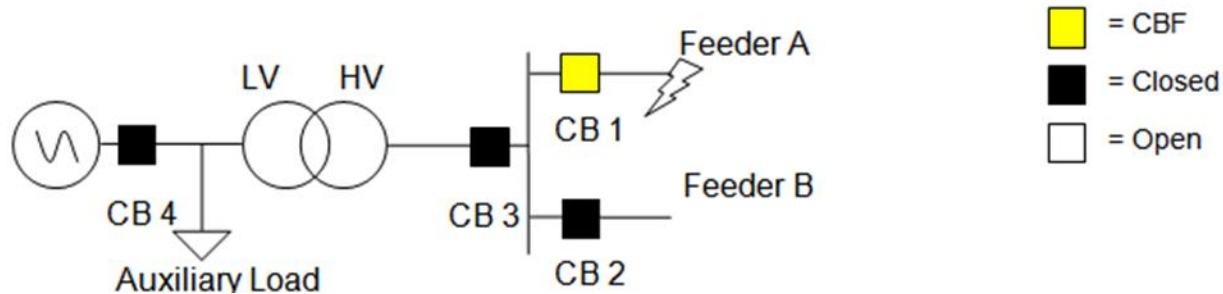 Feeder A
= CBF
LV HV
= Closed
CB 1
= Open
Feeder B
CB 4
CB 3
CB 2
Auxiliary Load